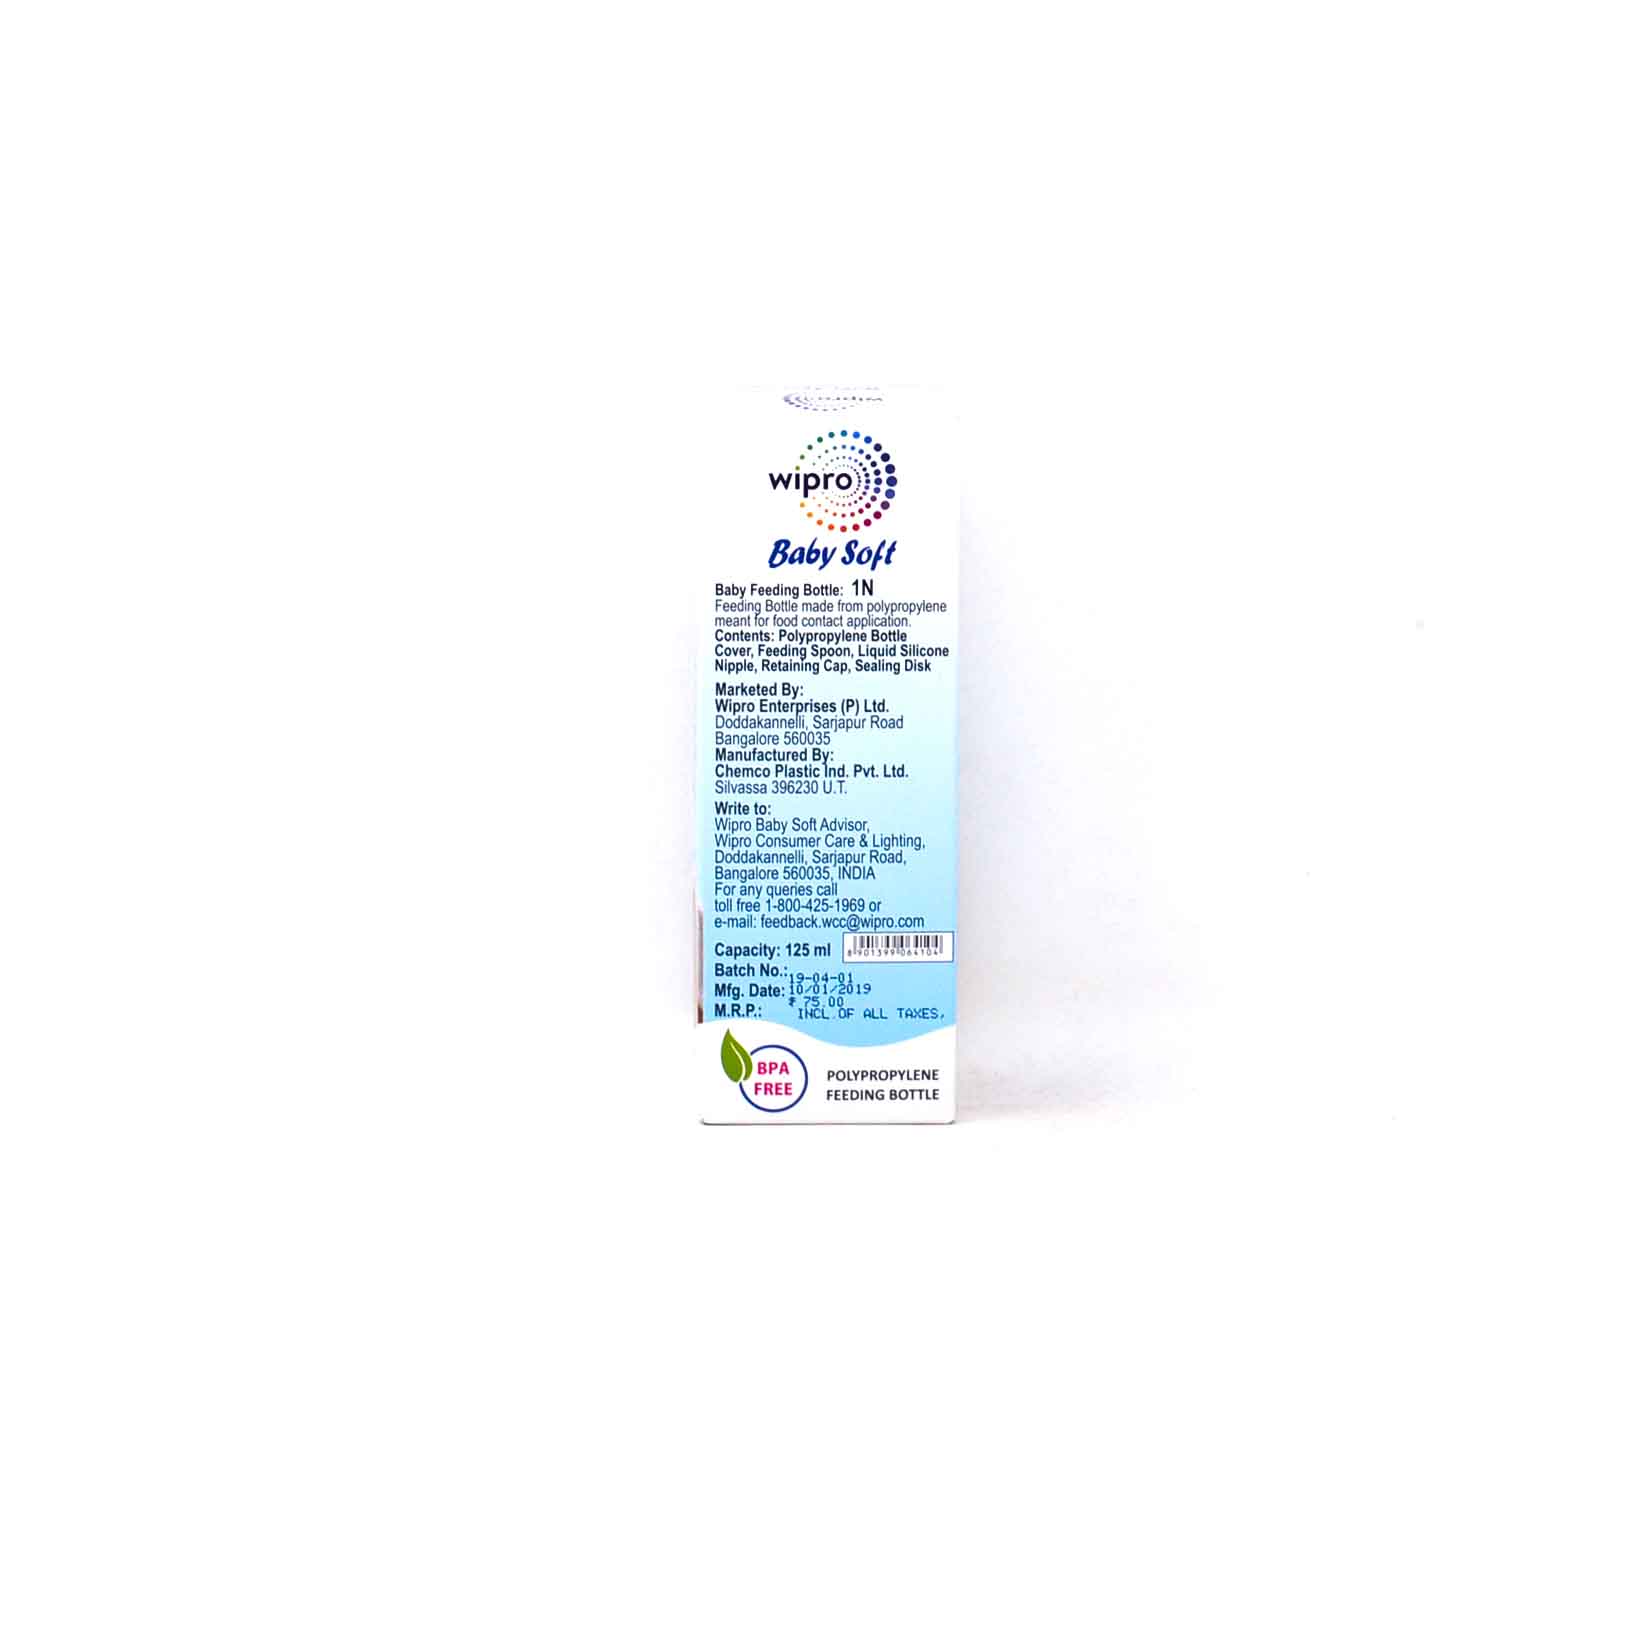 wipro
Baby Soft
Baby Feeding Bottle: 1N
Feeding Bottle made from polypropylene
meant for food contact application.
Contents: Polypropylene Bottle
Cover, Feeding Spoon, Liquid Silicone
Nipple, Retaining Cap, Sealing Disk
Marketed By:
Wipro Enterprises (P) Ltd.
Doddakannelli, Sarjapur Road
Bangalore 560035
Manufactured By:
Chemco Plastic Ind. Pvt. Ltd.
Silvassa 396230 U.T.
Write to:
Wipro Baby Soft Advisor,
Wipro Consumer Care & Lighting,
Doddakannelli, Sarjapur Road,
Bangalore 560035, INDIA
For any queries call
toll free 1-800-425-1969 or
e-mail: feedback.wcc@wipro.com
Capacity: 125 ml
8 901399 064104
Batch No.: 19-04-01
Mfg. Date: 10/01/2019
₹ 75.00
M.R.P.: INCL.OF ALL TAXES.
BPA
FREE
POLYPROPYLENE
FEEDING BOTTLE